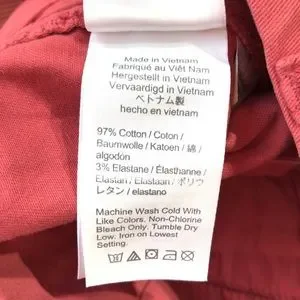 Made in Vietnam
Fabriqué au Viêt Nam
Hergestellt in Vietnam
Vervaardigd in Vietnam
ベトナム製
hecho en vietnam
97% Cotton / Coton /
Baumwolle / Katoen / 綿 /
algodón
3% Elastane / Élasthanne /
Elastan / Elastaan / ポリウ
レタン / elastano
Machine Wash Cold With
Like Colors. Non-Chlorine
Bleach Only. Tumble Dry
Low. Iron on Lowest
Setting.